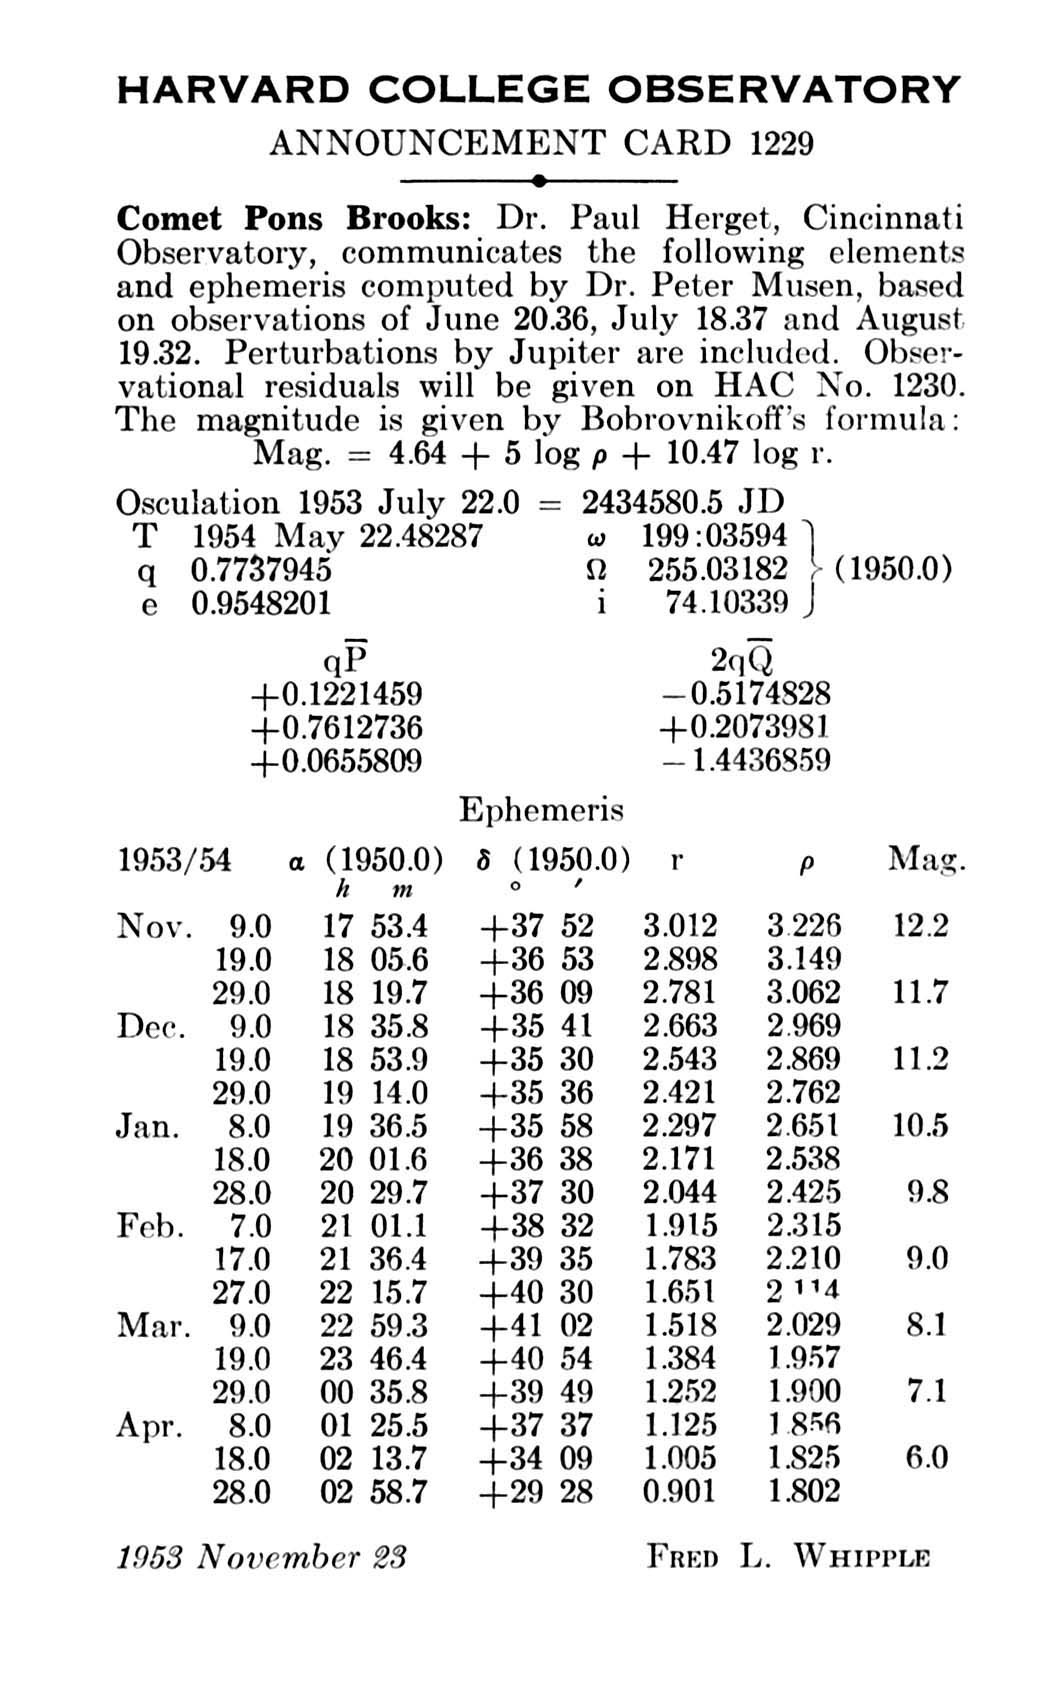 HARVARD COLLEGE OBSERVATORY
ANNOUNCEMENT CARD 1229
Comet Pons Brooks: Dr. Paul Herget, Cincinnati
Observatory, communicates the following elements
and ephemeris computed by Dr. Peter Musen, based
on observations of June 20.36, July 18.37 and August
19.32. Perturbations by Jupiter are included. Obser-
vational residuals will be given on HAC No. 1230.
The magnitude is given by Bobrovnikoff's formula:
Mag. = 4.64 + 5 log ρ + 10.47 log r.
Osculation 1953 July 22.0 = 2434580.5 JD
T 1954 May 22.48287 ω 199:03594
q 0.7737945 Ω 255.03182 (1950.0)
e 0.9548201 i 74.10339
qP̅ 2qQ̅
+0.1221459 −0.5174828
+0.7612736 +0.2073981
+0.0655809 −1.4436859
Ephemeris
1953/54 α (1950.0) δ (1950.0) r ρ Mag.
h m ° ′
Nov. 9.0 17 53.4 +37 52 3.012 3.226 12.2
19.0 18 05.6 +36 53 2.898 3.149
29.0 18 19.7 +36 09 2.781 3.062 11.7
Dec. 9.0 18 35.8 +35 41 2.663 2.969
19.0 18 53.9 +35 30 2.543 2.869 11.2
29.0 19 14.0 +35 36 2.421 2.762
Jan. 8.0 19 36.5 +35 58 2.297 2.651 10.5
18.0 20 01.6 +36 38 2.171 2.538
28.0 20 29.7 +37 30 2.044 2.425 9.8
Feb. 7.0 21 01.1 +38 32 1.915 2.315
17.0 21 36.4 +39 35 1.783 2.210 9.0
27.0 22 15.7 +40 30 1.651 2.114
Mar. 9.0 22 59.3 +41 02 1.518 2.029 8.1
19.0 23 46.4 +40 54 1.384 1.957
29.0 00 35.8 +39 49 1.252 1.900 7.1
Apr. 8.0 01 25.5 +37 37 1.125 1.856
18.0 02 13.7 +34 09 1.005 1.825 6.0
28.0 02 58.7 +29 28 0.901 1.802
1953 November 23 FRED L. WHIPPLE